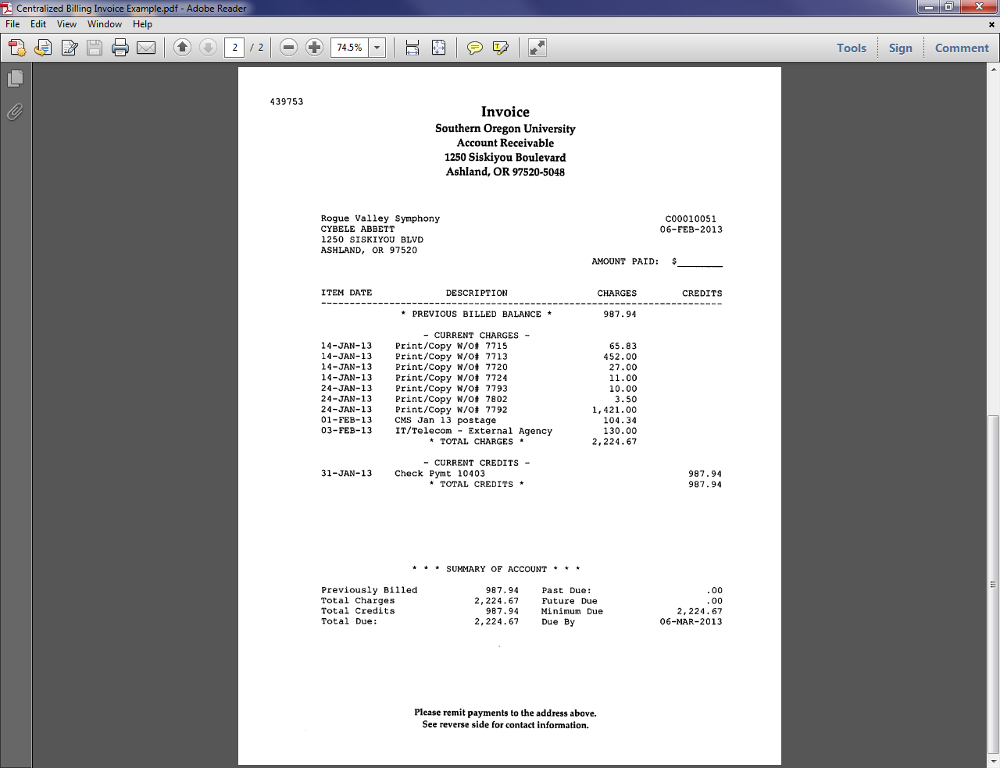 Centralized Billing Invoice Example.pdf - Adobe Reader
File Edit View Window Help
2 / 2 74.5% Tools Sign Comment
439753
Invoice
Southern Oregon University
Account Receivable
1250 Siskiyou Boulevard
Ashland, OR 97520-5048
Rogue Valley Symphony C00010051
CYBELE ABBETT 06-FEB-2013
1250 SISKIYOU BLVD
ASHLAND, OR 97520
AMOUNT PAID: $________
ITEM DATE DESCRIPTION CHARGES CREDITS
-----------------------------------------------------------------------
* PREVIOUS BILLED BALANCE * 987.94
- CURRENT CHARGES -
14-JAN-13 Print/Copy W/O# 7715 65.83
14-JAN-13 Print/Copy W/O# 7713 452.00
14-JAN-13 Print/Copy W/O# 7720 27.00
14-JAN-13 Print/Copy W/O# 7724 11.00
24-JAN-13 Print/Copy W/O# 7793 10.00
24-JAN-13 Print/Copy W/O# 7802 3.50
24-JAN-13 Print/Copy W/O# 7792 1,421.00
01-FEB-13 CMS Jan 13 postage 104.34
03-FEB-13 IT/Telecom - External Agency 130.00
* TOTAL CHARGES * 2,224.67
- CURRENT CREDITS -
31-JAN-13 Check Pymt 10403 987.94
* TOTAL CREDITS * 987.94
* * * SUMMARY OF ACCOUNT * * *
Previously Billed 987.94 Past Due: .00
Total Charges 2,224.67 Future Due .00
Total Credits 987.94 Minimum Due 2,224.67
Total Due: 2,224.67 Due By 06-MAR-2013
Please remit payments to the address above.
See reverse side for contact information.